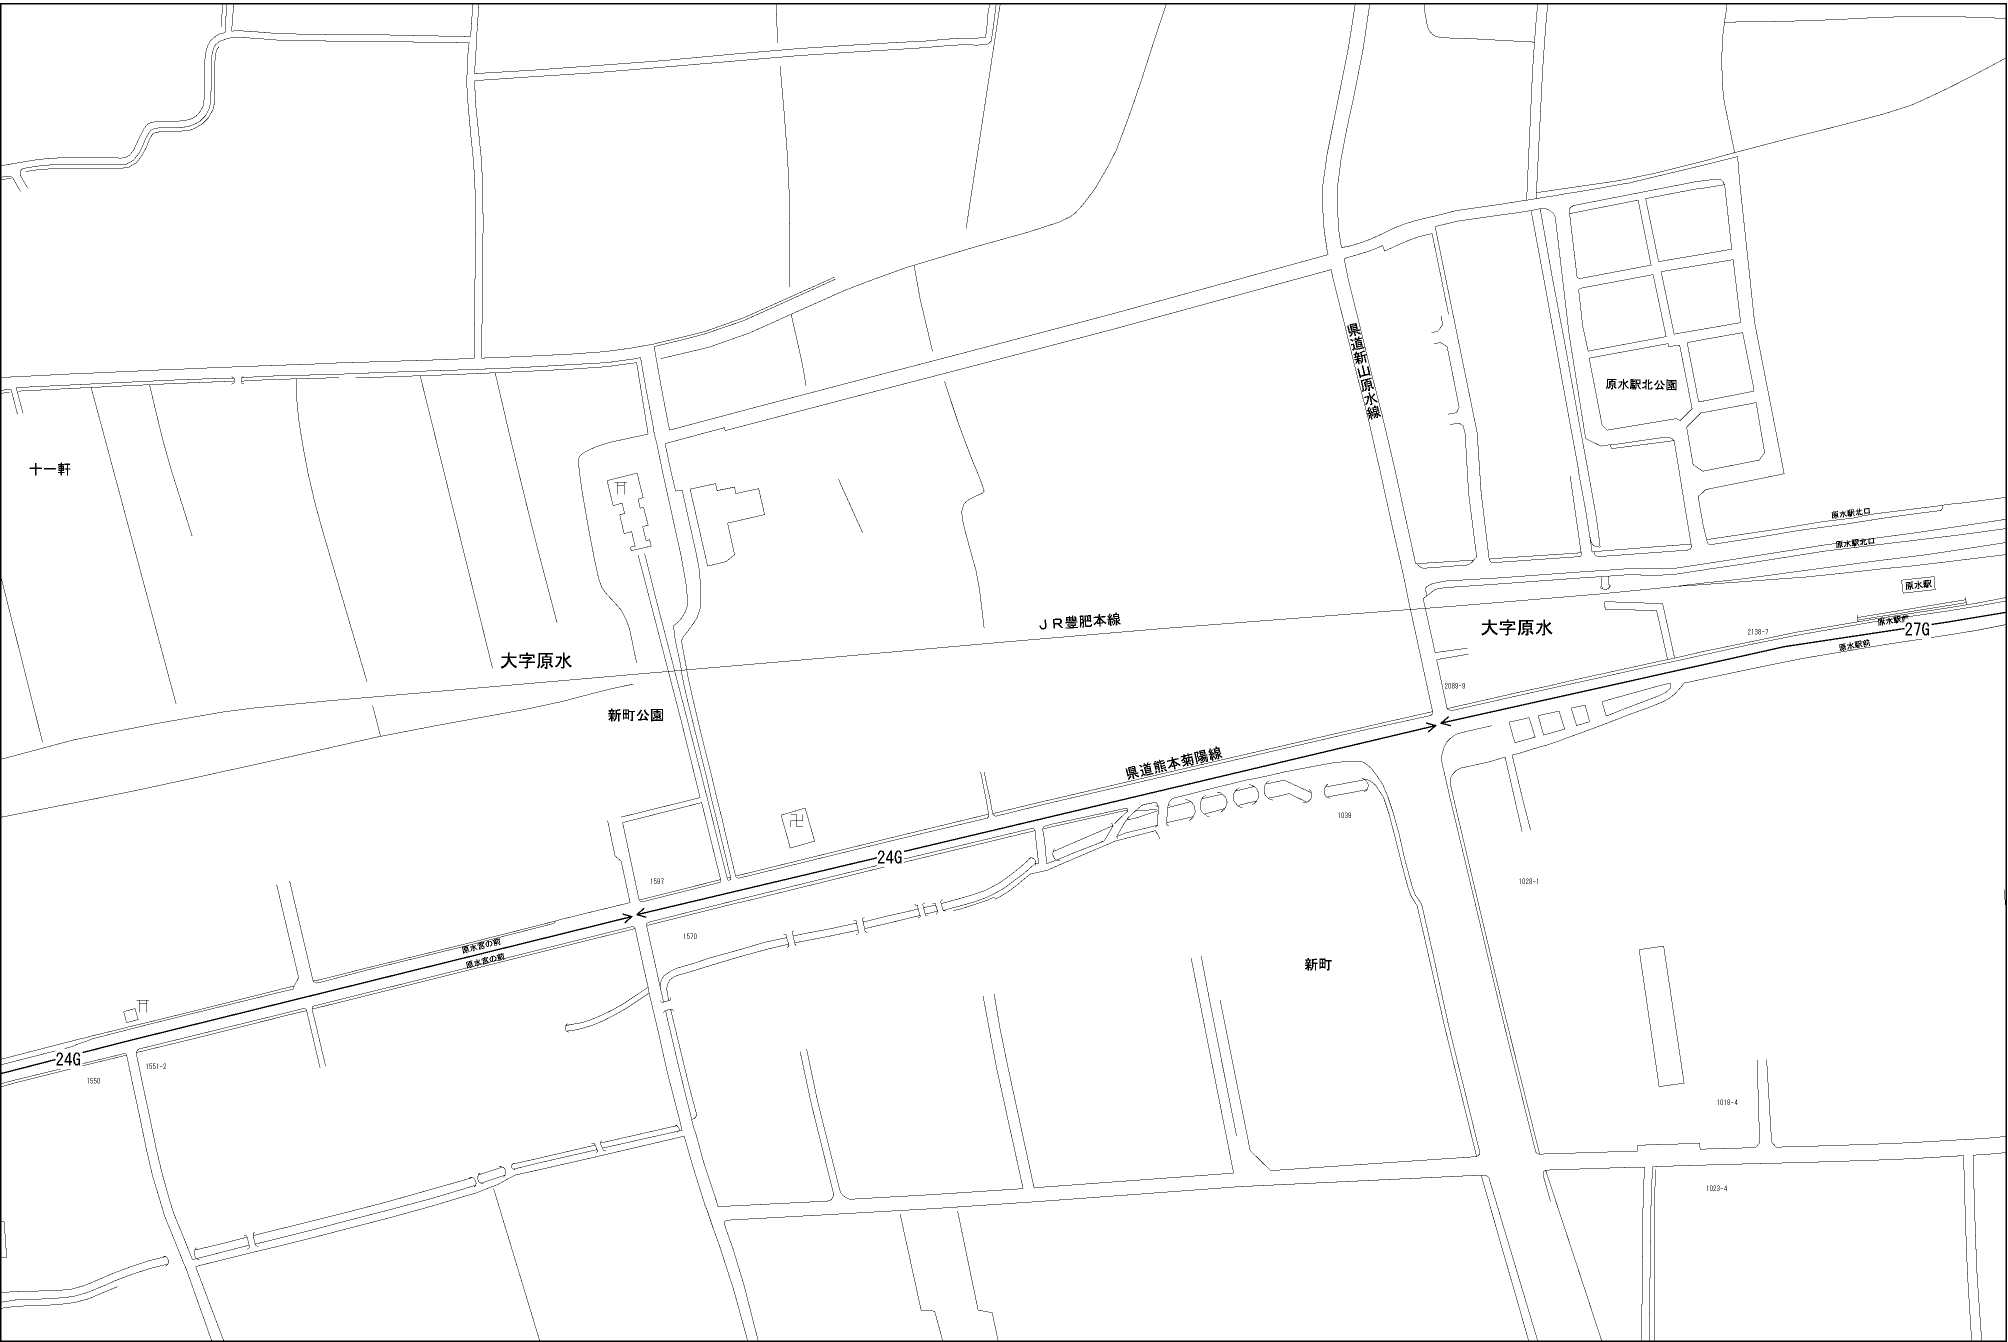 県道新山原水線
原水駅北公園
十一軒
原水駅北口
原水駅北口
原水駅
ＪＲ豊肥本線
大字原水
2138-7
27G
原水駅前
大字原水
2089-9
新町公園
県道熊本菊陽線
1039
24G
1597
1028-1
1570
原水宮の前
原水宮の前
新町
24G
1551-2
1550
1018-4
1023-4